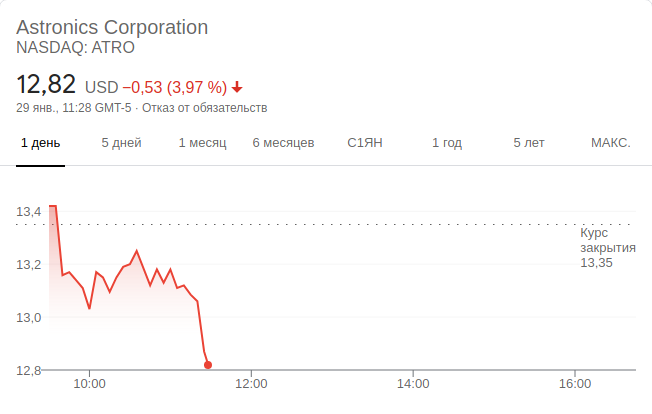 Astronics Corporation
NASDAQ: ATRO
12,82 USD −0,53 (3,97 %)
29 янв., 11:28 GMT-5 · Отказ от обязательств
1 день 5 дней 1 месяц 6 месяцев С1ЯН 1 год 5 лет МАКС.
13,4
Курс
закрытия
13,35
13,2
13,0
12,8
10:00 12:00 14:00 16:00